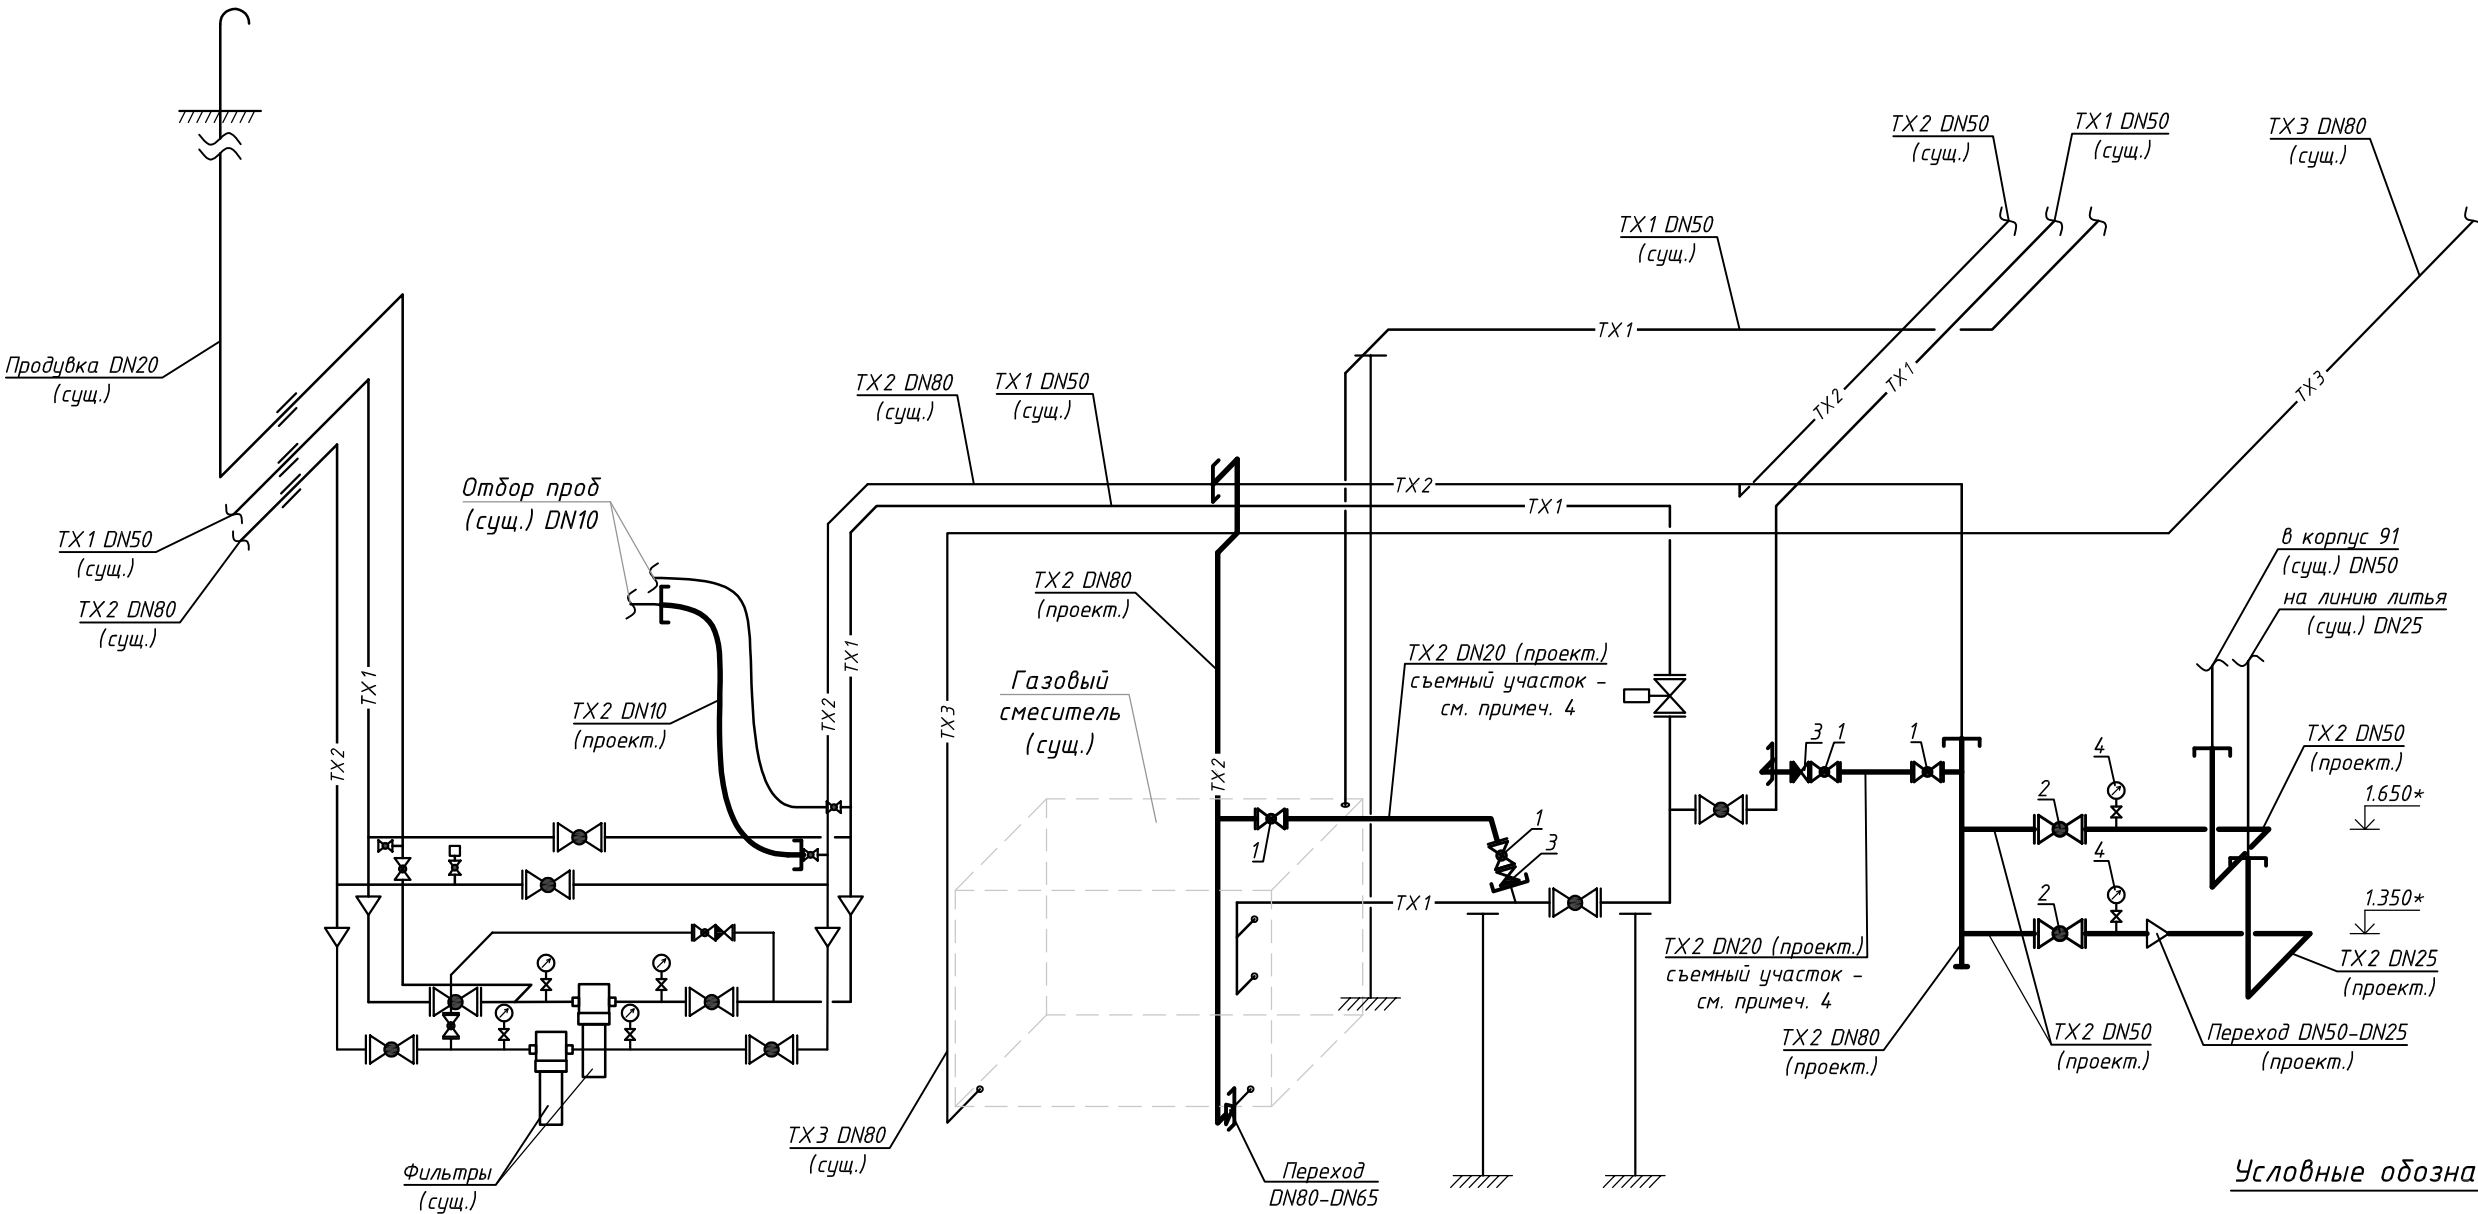 ТХ2 DN50
(сущ.)
ТХ1 DN50
(сущ.)
ТХ3 DN80
(сущ.)
ТХ1 DN50
(сущ.)
ТХ1
ТХ2
ТХ1
ТХ3
Продувка DN20
(сущ.)
ТХ2 DN80
(сущ.)
ТХ1 DN50
(сущ.)
ТХ2
ТХ1
Отбор проб
(сущ.) DN10
ТХ1 DN50
(сущ.)
ТХ2 DN80
(сущ.)
ТХ2 DN80
(проект.)
в корпус 91
(сущ.) DN50
на линию литья
(сущ.) DN25
ТХ1
ТХ2
ТХ2 DN10
(проект.)
ТХ2
ТХ1
ТХ3
Газовый
смеситель
(сущ.)
ТХ2
ТХ2 DN20 (проект.)
съемный участок -
см. примеч. 4
3
1
1
4
2
ТХ2 DN50
(проект.)
1.650*
1
1
3
4
2
1.350*
ТХ1
ТХ2 DN20 (проект.)
съемный участок -
см. примеч. 4
ТХ2 DN25
(проект.)
ТХ2 DN80
(проект.)
ТХ2 DN50
(проект.)
Переход DN50-DN25
(проект.)
ТХ3 DN80
(сущ.)
Фильтры
(сущ.)
Переход
DN80-DN65
Условные обозна